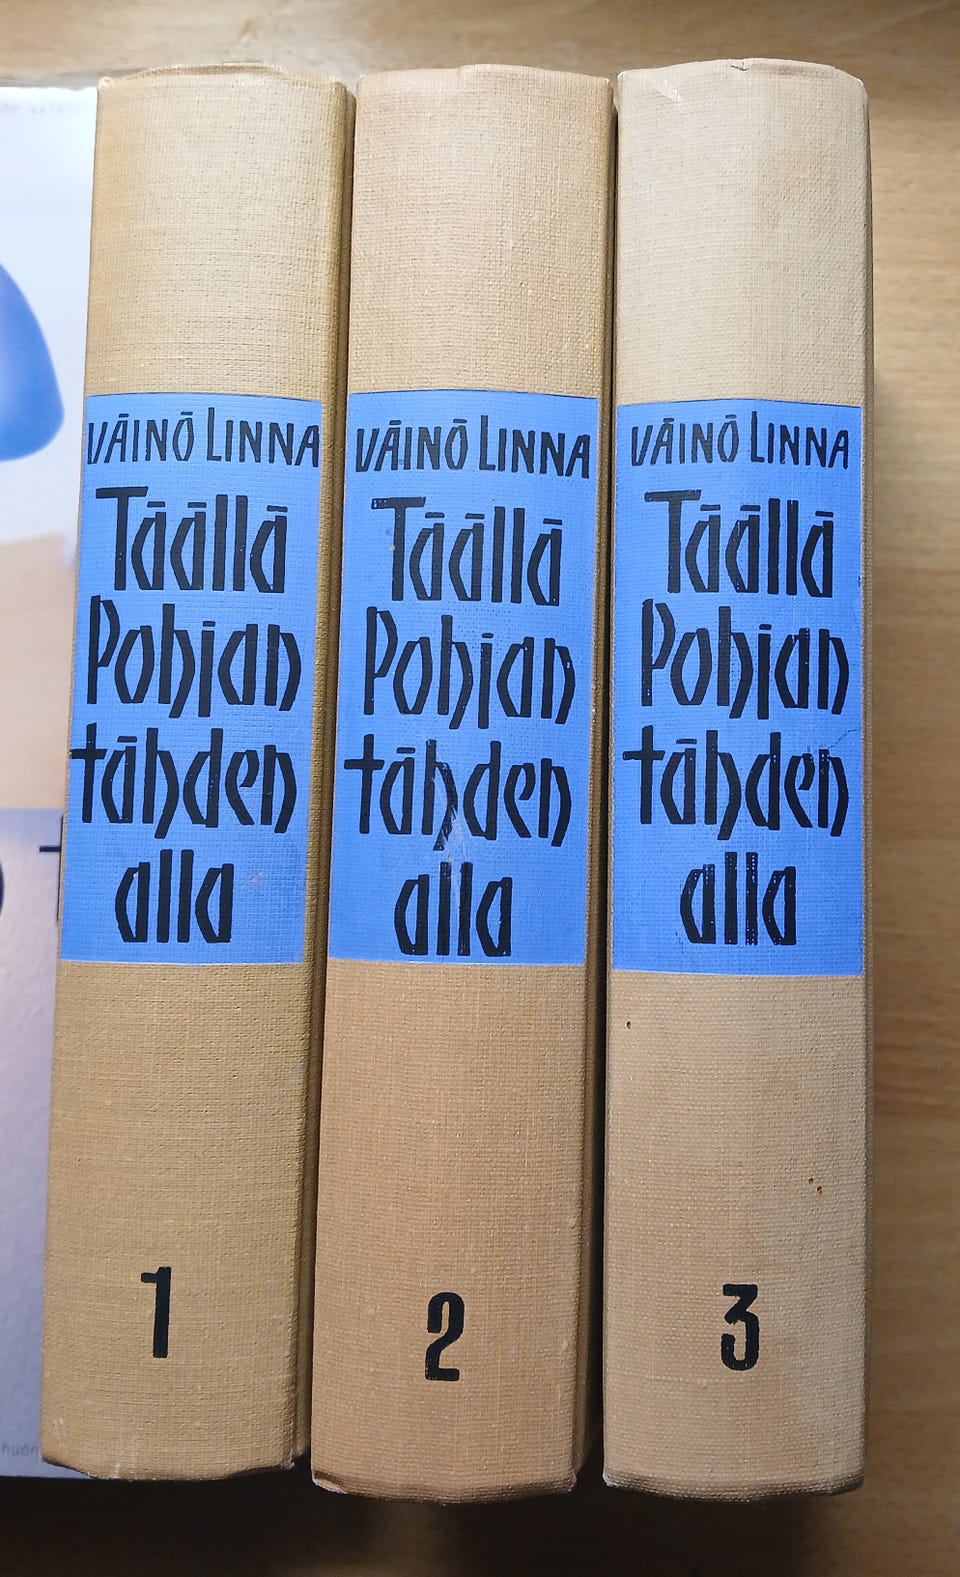 VÄINÖ LINNA
Täällä
Pohjan
tähden
alla
1
VÄINÖ LINNA
Täällä
Pohjan
tähden
alla
2
VÄINÖ LINNA
Täällä
Pohjan
tähden
alla
3